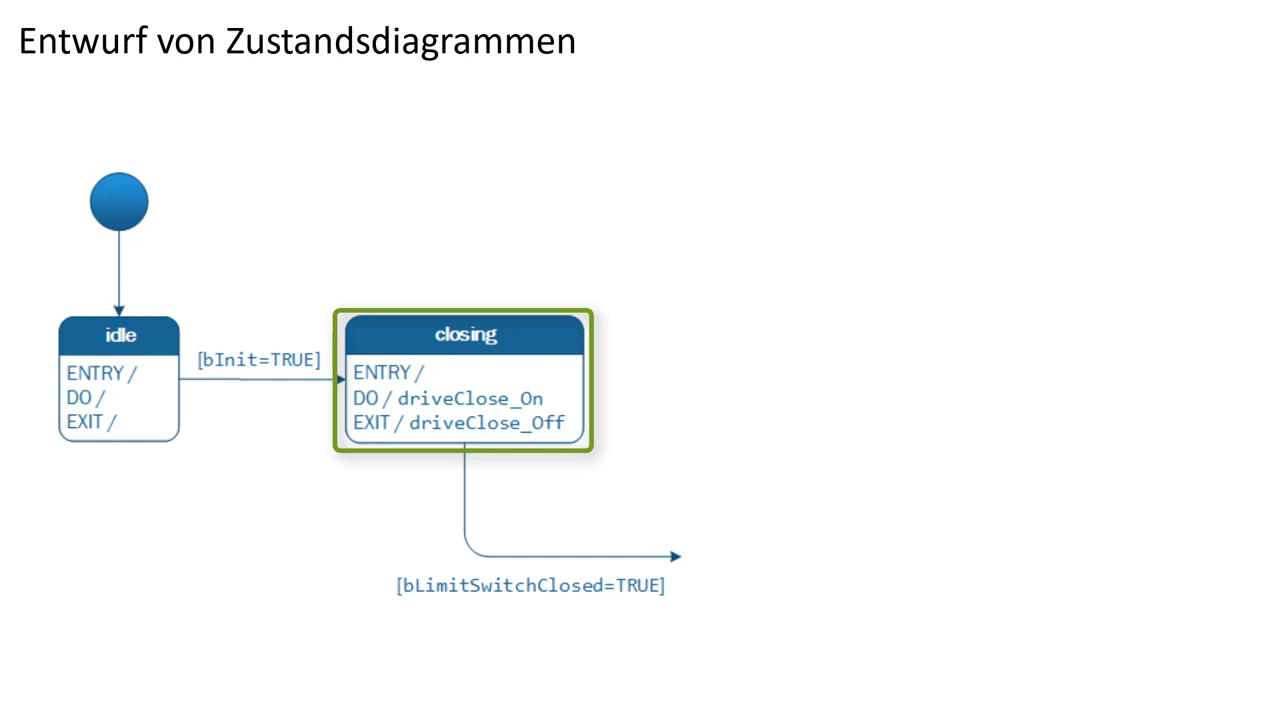 Entwurf von Zustandsdiagrammen
idle
ENTRY /
DO /
EXIT /
[bInit=TRUE]
closing
ENTRY /
DO / driveClose_On
EXIT / driveClose_Off
[bLimitSwitchClosed=TRUE]